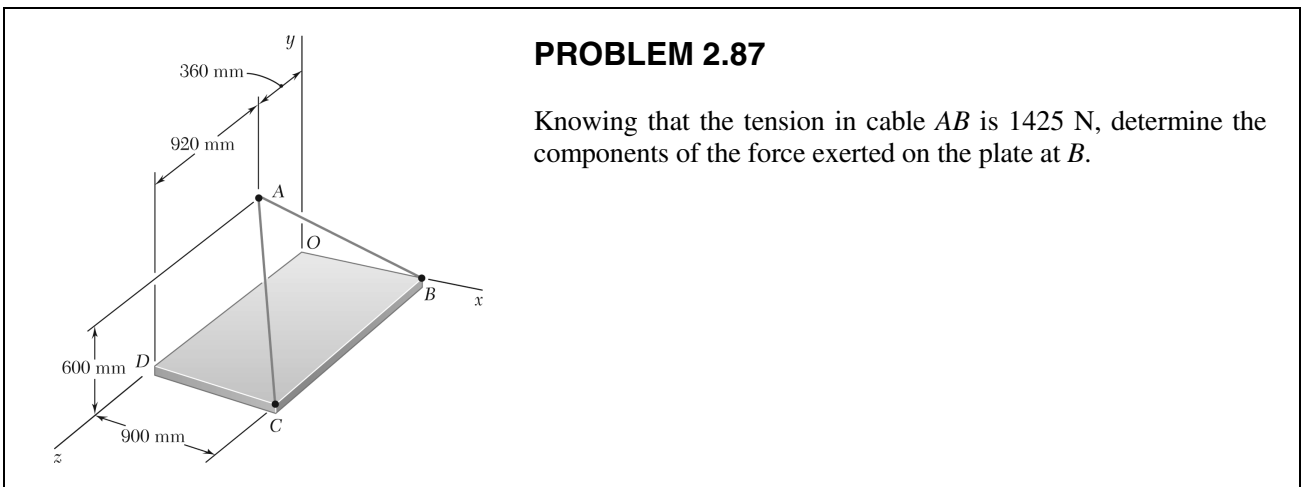 PROBLEM 2.87
Knowing that the tension in cable AB is 1425 N, determine the
components of the force exerted on the plate at B.
y
360 mm
920 mm
A
O
B
x
D
600 mm
C
900 mm
z